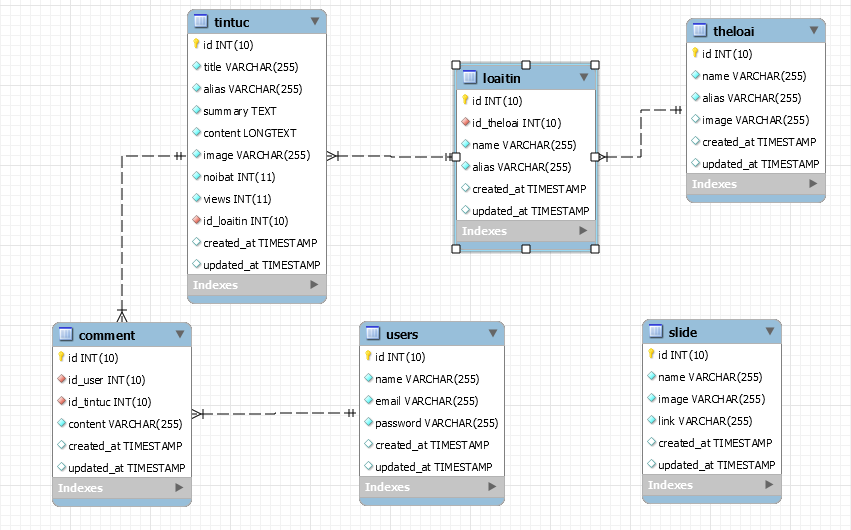 tintuc
id INT(10)
title VARCHAR(255)
alias VARCHAR(255)
summary TEXT
content LONGTEXT
image VARCHAR(255)
noibat INT(11)
views INT(11)
id_loaitin INT(10)
created_at TIMESTAMP
updated_at TIMESTAMP
Indexes
loaitin
id INT(10)
id_theloai INT(10)
name VARCHAR(255)
alias VARCHAR(255)
created_at TIMESTAMP
updated_at TIMESTAMP
Indexes
theloai
id INT(10)
name VARCHAR(255)
alias VARCHAR(255)
image VARCHAR(255)
created_at TIMESTAMP
updated_at TIMESTAMP
Indexes
comment
id INT(10)
id_user INT(10)
id_tintuc INT(10)
content VARCHAR(255)
created_at TIMESTAMP
updated_at TIMESTAMP
Indexes
users
id INT(10)
name VARCHAR(255)
email VARCHAR(255)
password VARCHAR(255)
created_at TIMESTAMP
updated_at TIMESTAMP
Indexes
slide
id INT(10)
name VARCHAR(255)
image VARCHAR(255)
link VARCHAR(255)
created_at TIMESTAMP
updated_at TIMESTAMP
Indexes